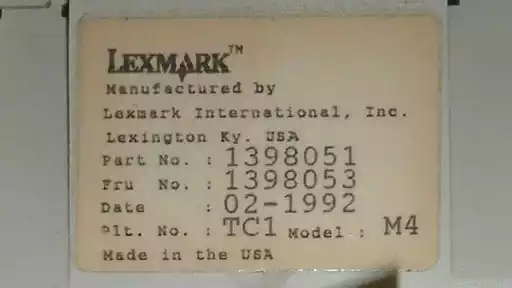 LEXMARK™
Manufactured by
Lexmark International, Inc.
Lexington Ky. USA
Part No. : 1398051
Fru No. : 1398053
Date : 02-1992
Plt. No. : TC1 Model : M4
Made in the USA